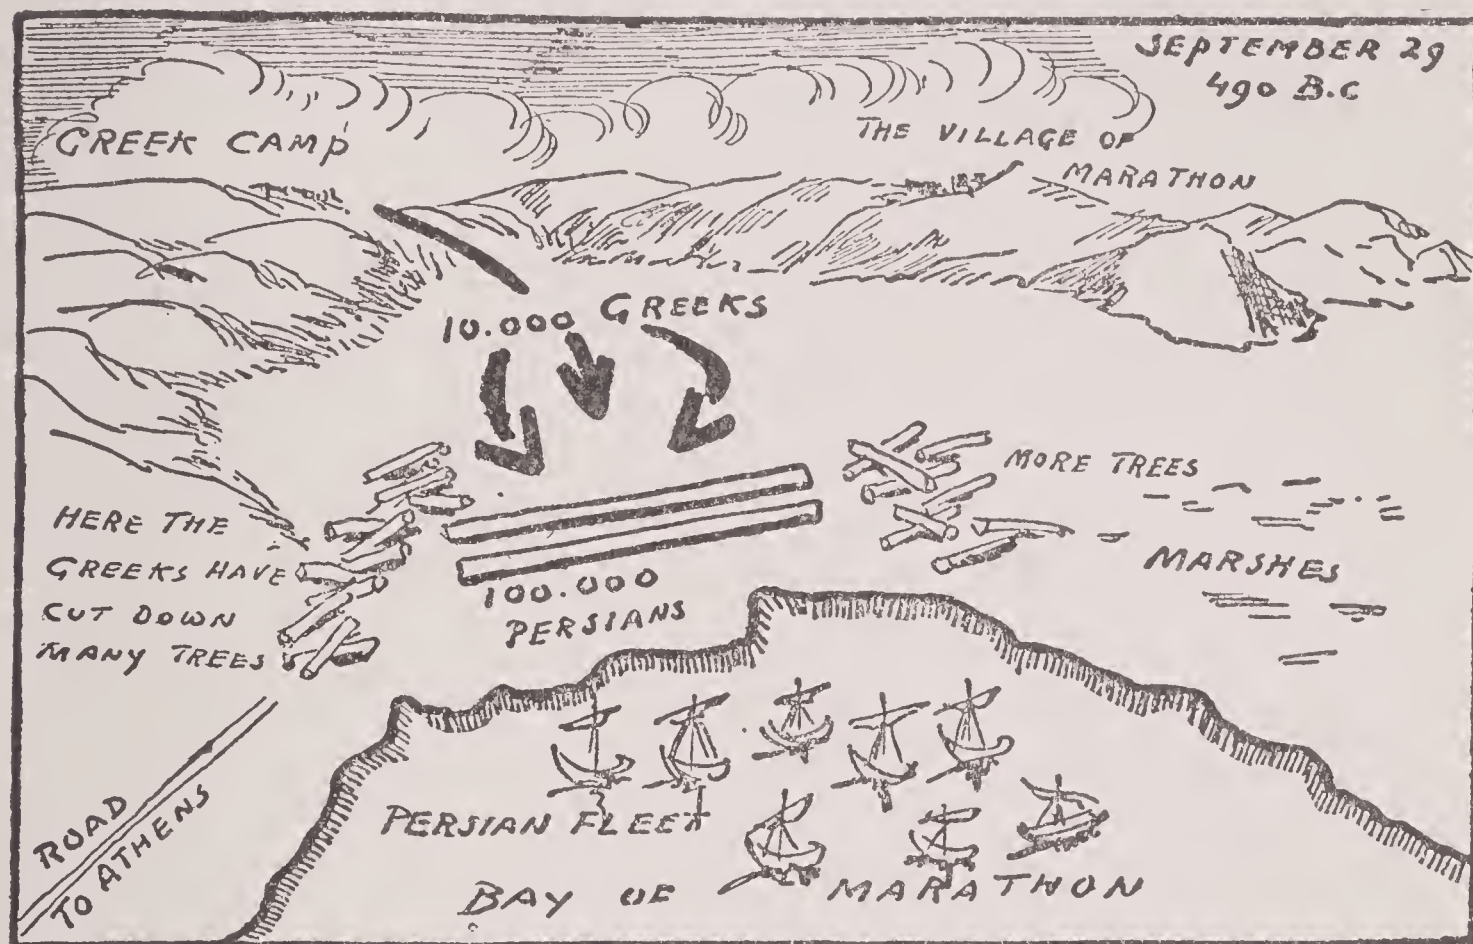 SEPTEMBER 29
490 B.C
GREEK CAMP
THE VILLAGE OF
MARATHON
10.000 GREEKS
MORE TREES
HERE THE
GREEKS HAVE
CUT DOWN
MANY TREES
MARSHES
100.000
PERSIANS
ROAD
TO ATHENS
PERSIAN FLEET
BAY OF MARATHON